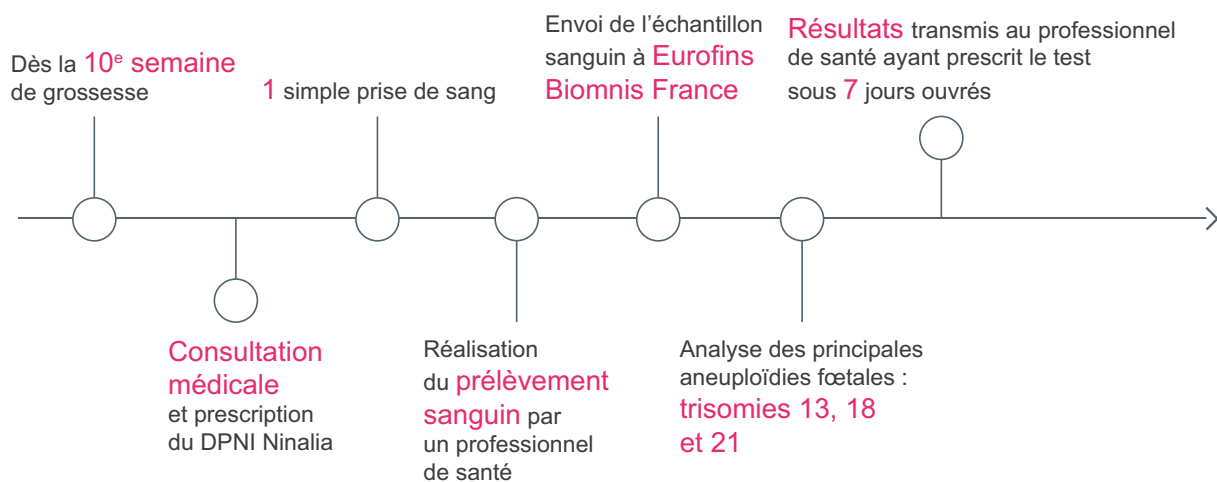 Dès la 10e semaine
de grossesse
Consultation
médicale
et prescription
du DPNI Ninalia
1 simple prise de sang
Réalisation
du prélèvement
sanguin par
un professionnel
de santé
Envoi de l’échantillon
sanguin à Eurofins
Biomnis France
Analyse des principales
aneuploïdies fœtales :
trisomies 13, 18
et 21
Résultats transmis au professionnel
de santé ayant prescrit le test
sous 7 jours ouvrés